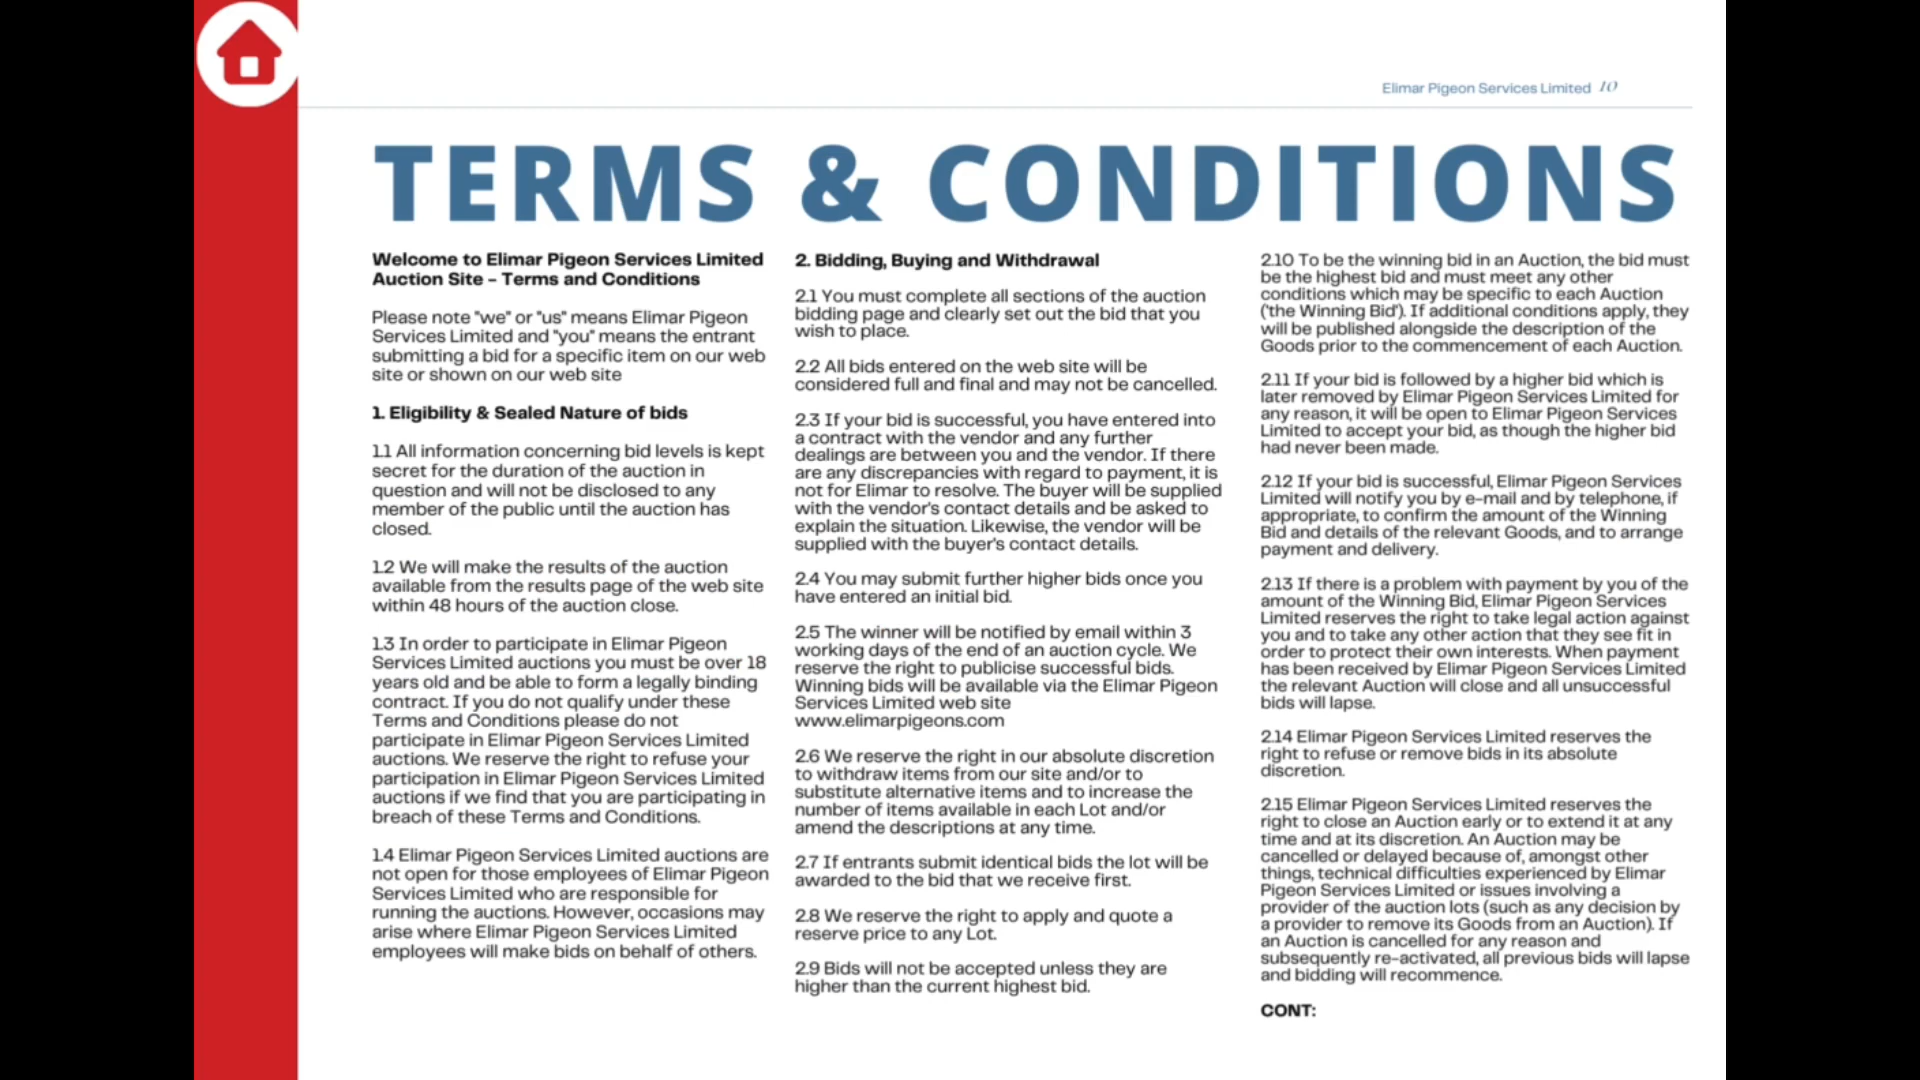 Elimar Pigeon Services Limited 10
TERMS & CONDITIONS
Welcome to Elimar Pigeon Services Limited
Auction Site – Terms and Conditions
Please note "we" or "us" means Elimar Pigeon
Services Limited and "you" means the entrant
submitting a bid for a specific item on our web
site or shown on our web site
1. Eligibility & Sealed Nature of bids
1.1 All information concerning bid levels is kept
secret for the duration of the auction in
question and will not be disclosed to any
member of the public until the auction has
closed.
1.2 We will make the results of the auction
available from the results page of the web site
within 48 hours of the auction close.
1.3 In order to participate in Elimar Pigeon
Services Limited auctions you must be over 18
years old and be able to form a legally binding
contract. If you do not qualify under these
Terms and Conditions please do not
participate in Elimar Pigeon Services Limited
auctions. We reserve the right to refuse your
participation in Elimar Pigeon Services Limited
auctions if we find that you are participating in
breach of these Terms and Conditions.
1.4 Elimar Pigeon Services Limited auctions are
not open for those employees of Elimar Pigeon
Services Limited who are responsible for
running the auctions. However, occasions may
arise where Elimar Pigeon Services Limited
employees will make bids on behalf of others.
2. Bidding, Buying and Withdrawal
2.1 You must complete all sections of the auction
bidding page and clearly set out the bid that you
wish to place.
2.2 All bids entered on the web site will be
considered full and final and may not be cancelled.
2.3 If your bid is successful, you have entered into
a contract with the vendor and any further
dealings are between you and the vendor. If there
are any discrepancies with regard to payment, it is
not for Elimar to resolve. The buyer will be supplied
with the vendor's contact details and be asked to
explain the situation. Likewise, the vendor will be
supplied with the buyer's contact details.
2.4 You may submit further higher bids once you
have entered an initial bid.
2.5 The winner will be notified by email within 3
working days of the end of an auction cycle. We
reserve the right to publicise successful bids.
Winning bids will be available via the Elimar Pigeon
Services Limited web site
www.elimarpigeons.com
2.6 We reserve the right in our absolute discretion
to withdraw items from our site and/or to
substitute alternative items and to increase the
number of items available in each Lot and/or
amend the descriptions at any time.
2.7 If entrants submit identical bids the lot will be
awarded to the bid that we receive first.
2.8 We reserve the right to apply and quote a
reserve price to any Lot.
2.9 Bids will not be accepted unless they are
higher than the current highest bid.
2.10 To be the winning bid in an Auction, the bid must
be the highest bid and must meet any other
conditions which may be specific to each Auction
('the Winning Bid'). If additional conditions apply, they
will be published alongside the description of the
Goods prior to the commencement of each Auction.
2.11 If your bid is followed by a higher bid which is
later removed by Elimar Pigeon Services Limited for
any reason, it will be open to Elimar Pigeon Services
Limited to accept your bid, as though the higher bid
had never been made.
2.12 If your bid is successful, Elimar Pigeon Services
Limited will notify you by e-mail and by telephone, if
appropriate, to confirm the amount of the Winning
Bid and details of the relevant Goods, and to arrange
payment and delivery.
2.13 If there is a problem with payment by you of the
amount of the Winning Bid, Elimar Pigeon Services
Limited reserves the right to take legal action against
you and to take any other action that they see fit in
order to protect their own interests. When payment
has been received by Elimar Pigeon Services Limited
the relevant Auction will close and all unsuccessful
bids will lapse.
2.14 Elimar Pigeon Services Limited reserves the
right to refuse or remove bids in its absolute
discretion.
2.15 Elimar Pigeon Services Limited reserves the
right to close an Auction early or to extend it at any
time and at its discretion. An Auction may be
cancelled or delayed because of, amongst other
things, technical difficulties experienced by Elimar
Pigeon Services Limited or issues involving a
provider of the auction lots (such as any decision by
a provider to remove its Goods from an Auction). If
an Auction is cancelled for any reason and
subsequently re-activated, all previous bids will lapse
and bidding will recommence.
CONT: